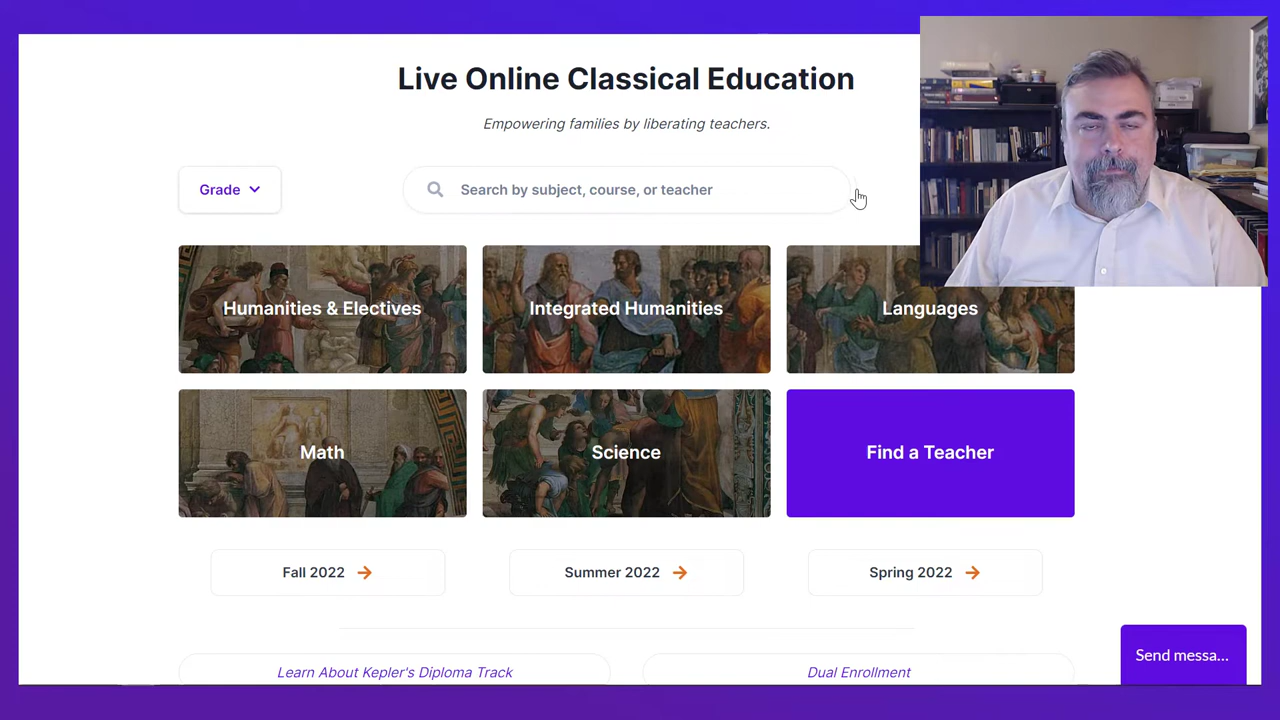 Live Online Classical Education
Empowering families by liberating teachers.
Grade
Search by subject, course, or teacher
Humanities & Electives
Integrated Humanities
Languages
Math
Science
Find a Teacher
Fall 2022
Summer 2022
Spring 2022
Learn About Kepler's Diploma Track
Dual Enrollment
Send messa...